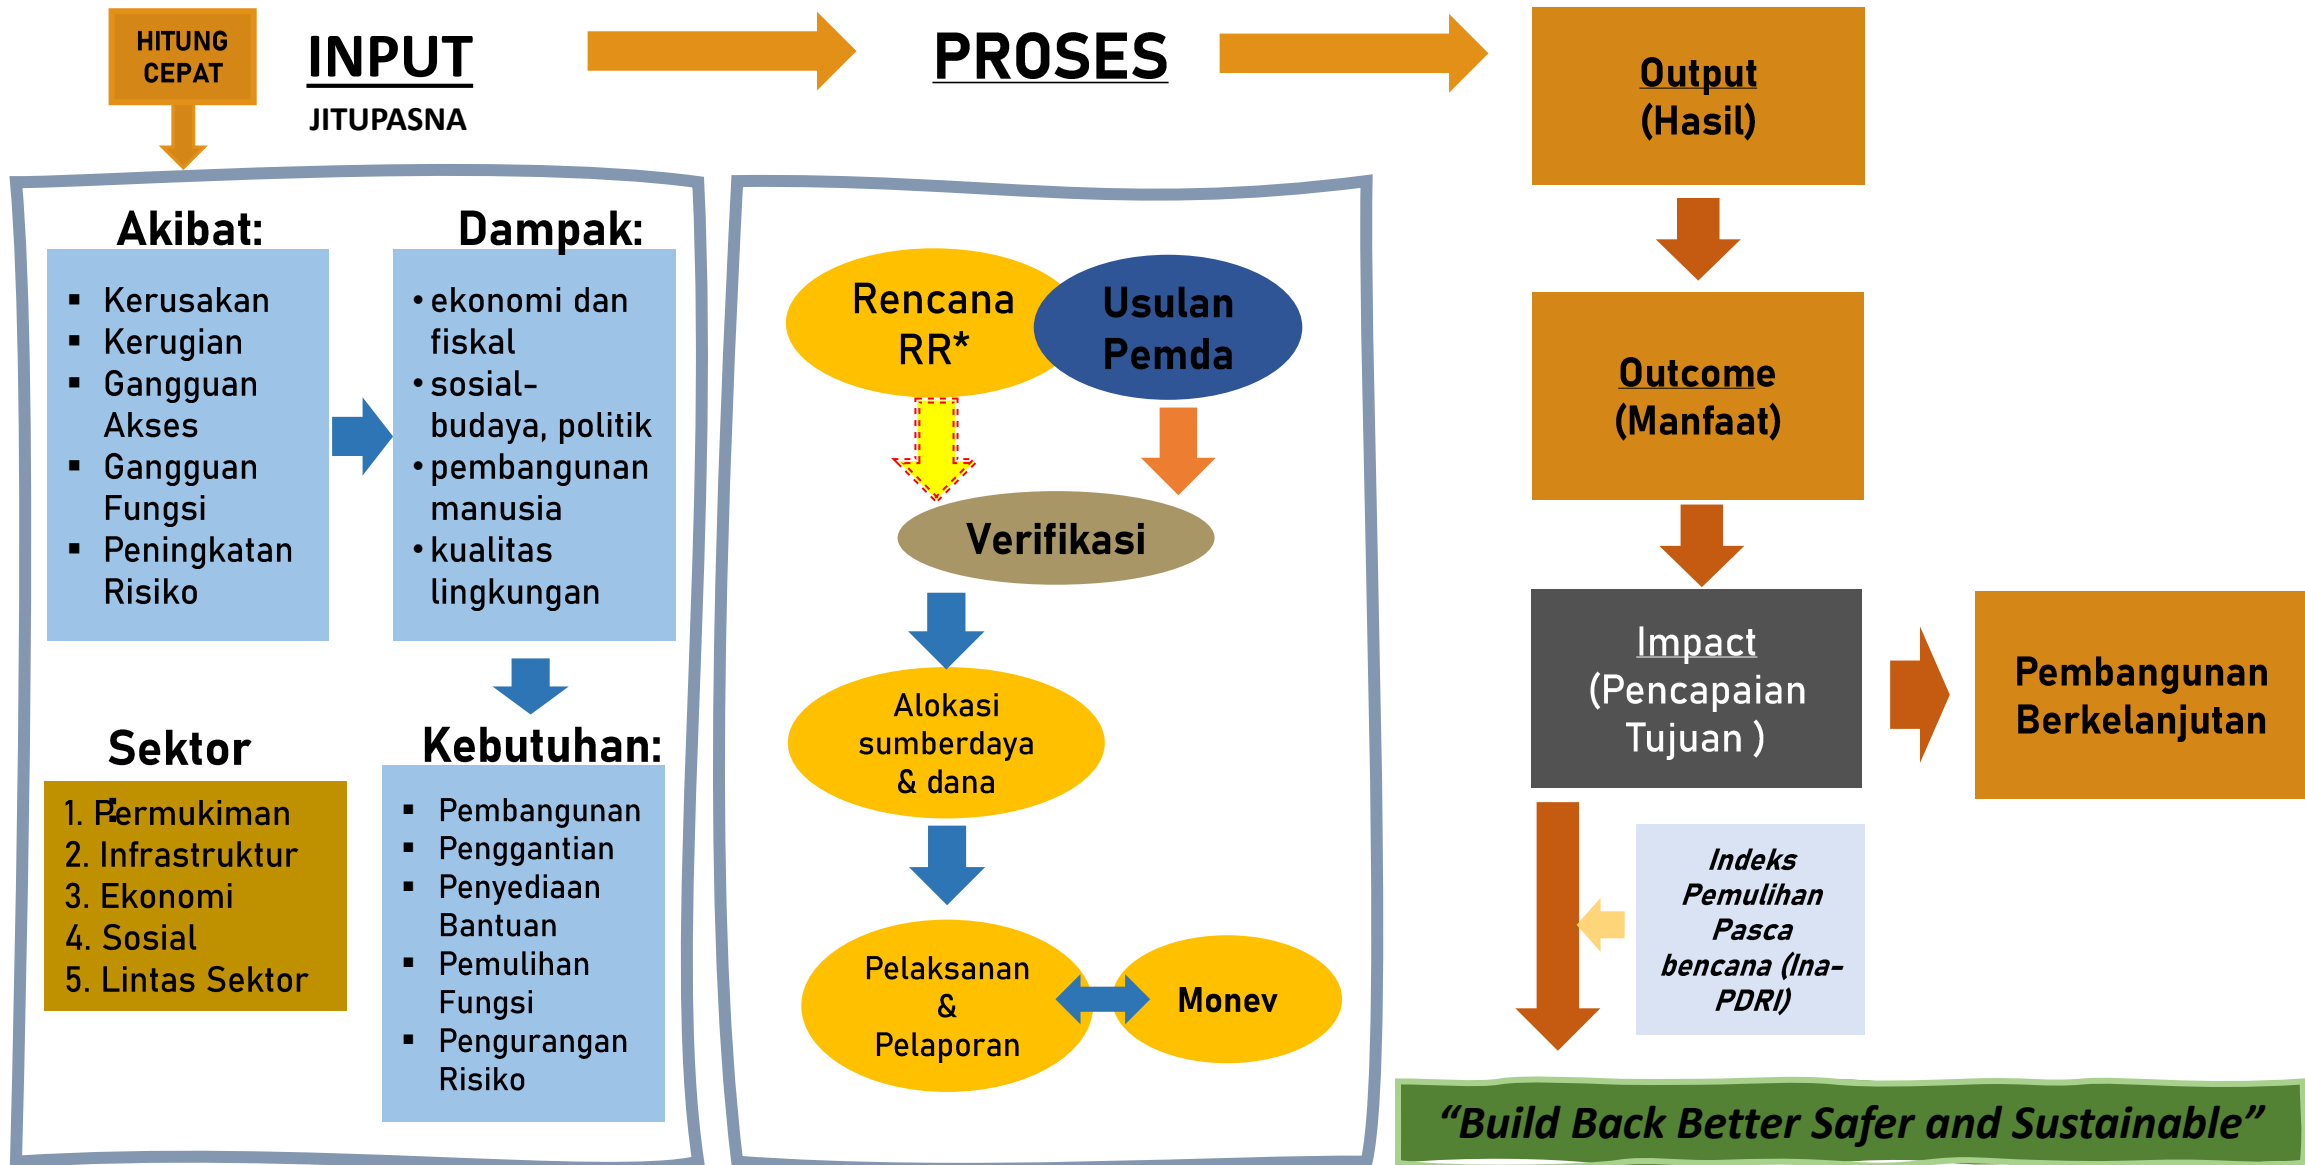 HITUNG
CEPAT
INPUT
JITUPASNA
PROSES
Output
(Hasil)
Akibat:
▪ Kerusakan
▪ Kerugian
▪ Gangguan
Akses
▪ Gangguan
Fungsi
▪ Peningkatan
Risiko
Dampak:
• ekonomi dan
fiskal
• sosial-
budaya, politik
• pembangunan
manusia
• kualitas
lingkungan
Sektor
:
1. Permukiman
2. Infrastruktur
3. Ekonomi
4. Sosial
5. Lintas Sektor
Kebutuhan:
▪ Pembangunan
▪ Penggantian
▪ Penyediaan
Bantuan
▪ Pemulihan
Fungsi
▪ Pengurangan
Risiko
Rencana
RR*
Usulan
Pemda
Verifikasi
Alokasi
sumberdaya
& dana
Pelaksanan
&
Pelaporan
Monev
Outcome
(Manfaat)
Impact
(Pencapaian
Tujuan )
Pembangunan
Berkelanjutan
Indeks
Pemulihan
Pasca
bencana (Ina-
PDRI)
“Build Back Better Safer and Sustainable”